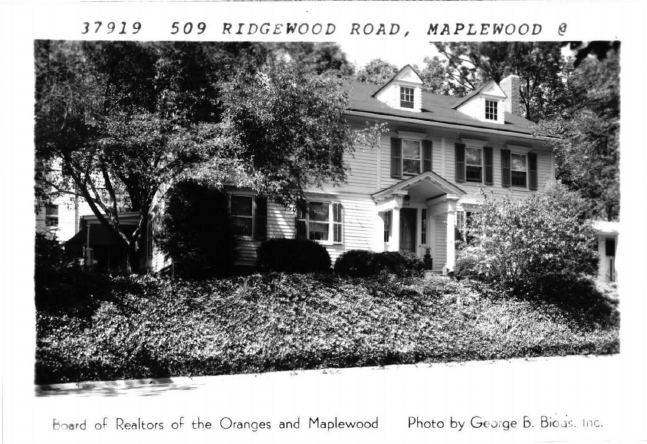 37919 509 RIDGEWOOD ROAD, MAPLEWOOD @
Board of Realtors of the Oranges and Maplewood Photo by George B. Inc.